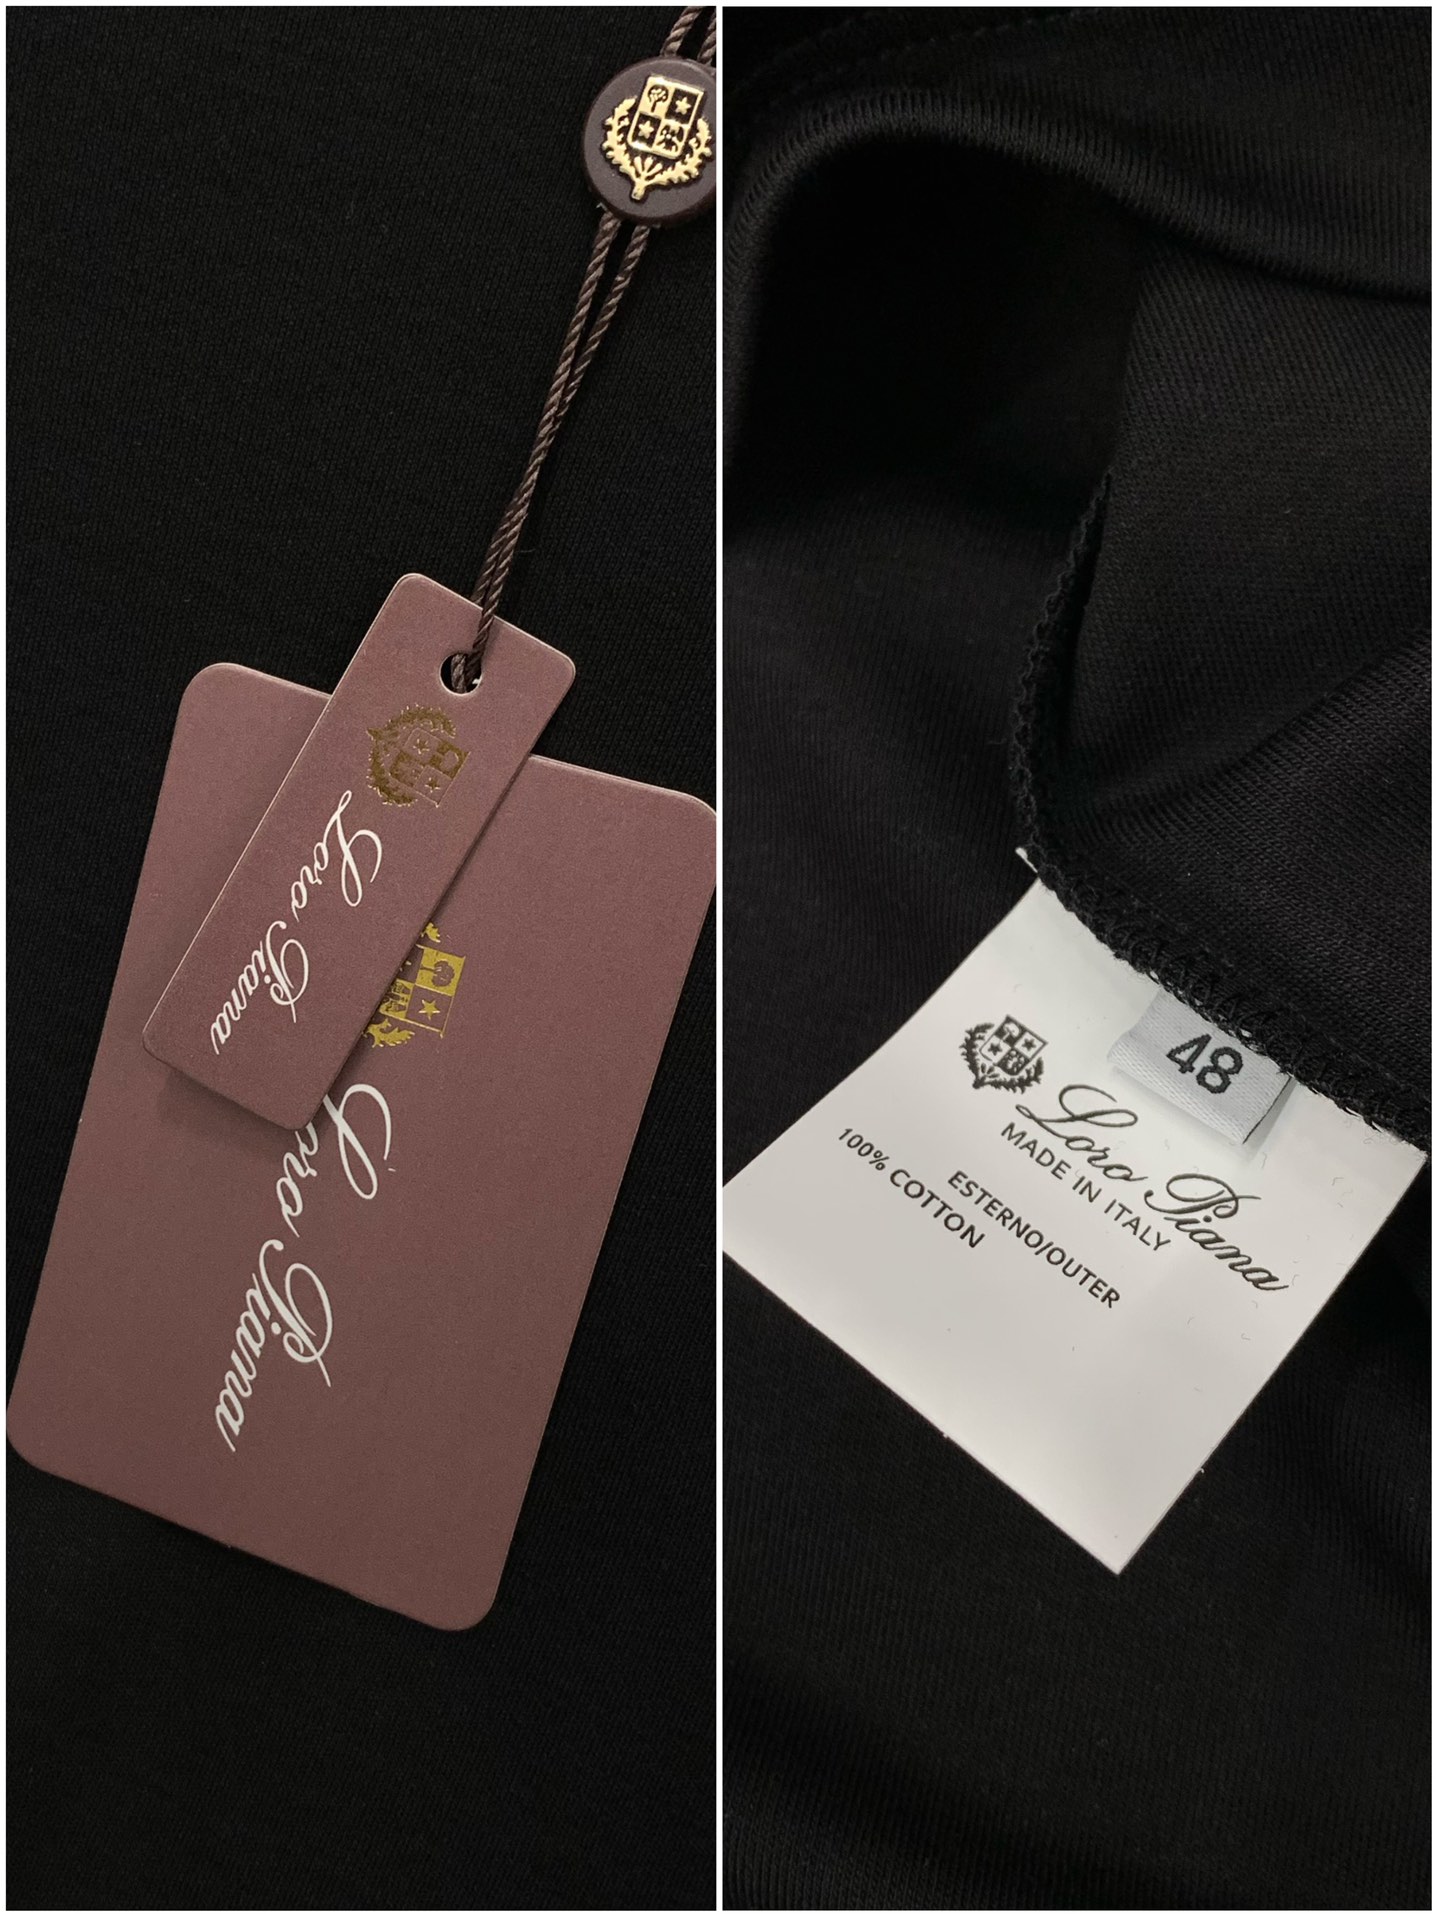 Loro Piana
Loro Piana
48
Loro Piana
MADE IN ITALY
ESTERNO/OUTER
100% COTTON